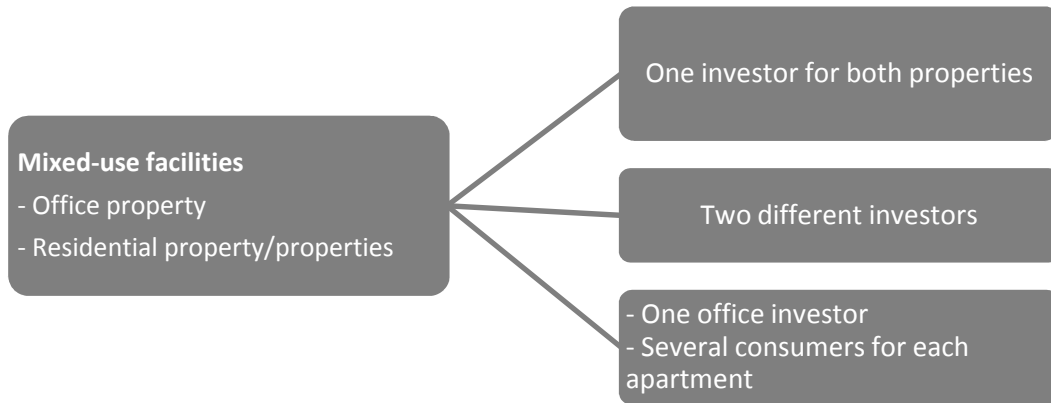 Mixed-use facilities
- Office property
- Residential property/properties
One investor for both properties
Two different investors
- One office investor
- Several consumers for each
apartment